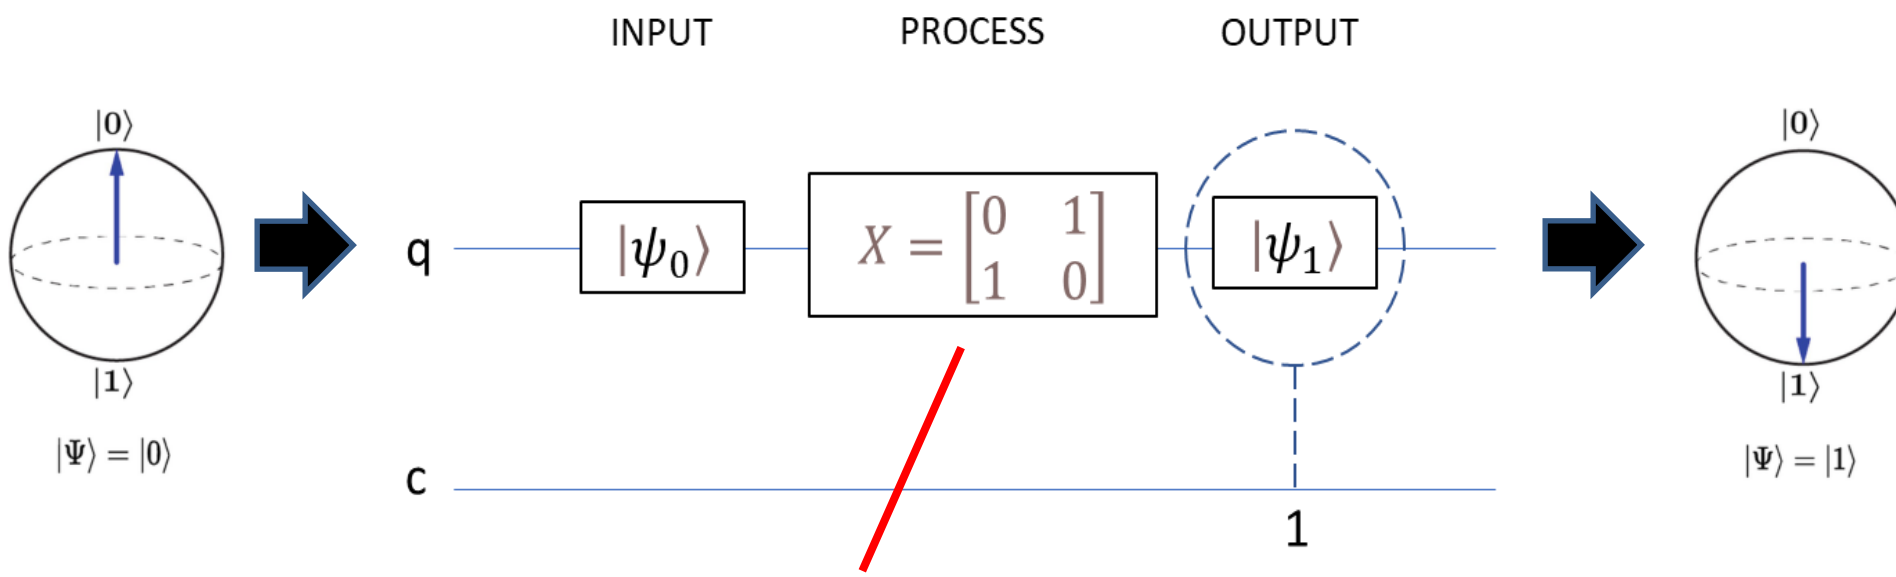 INPUT PROCESS OUTPUT
|0⟩
|1⟩
|Ψ⟩ = |0⟩
q
|ψ₀⟩
X = [0 1
1 0]
|ψ₁⟩
c
1
|0⟩
|1⟩
|Ψ⟩ = |1⟩